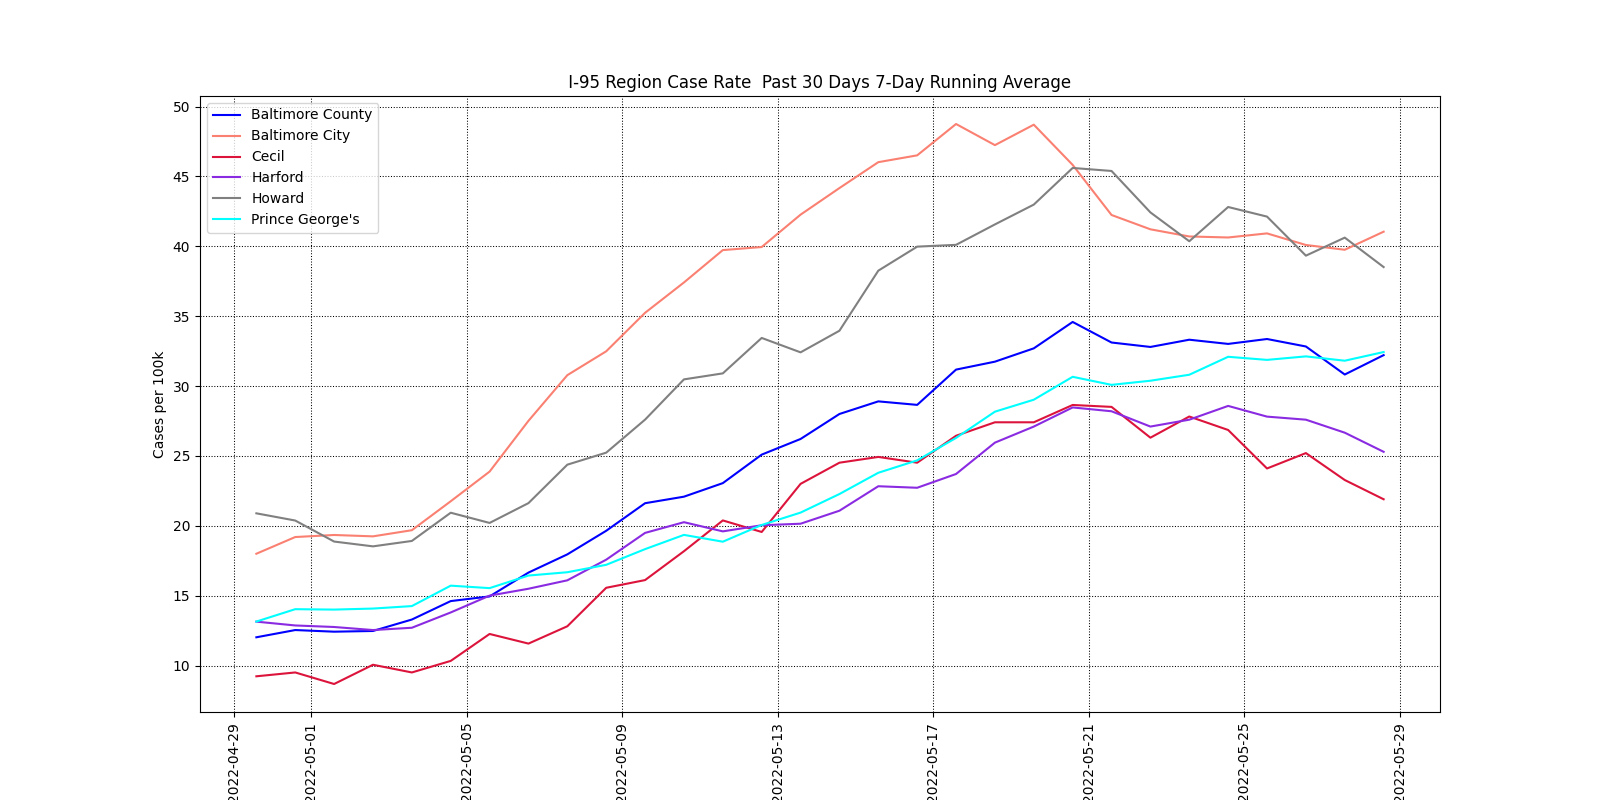 I-95 Region Case Rate  Past 30 Days 7-Day Running Average
Baltimore County
Baltimore City
Cecil
Harford
Howard
Prince George's
Cases per 100k
50
45
40
35
30
25
20
15
10
2022-04-29
2022-05-01
2022-05-05
2022-05-09
2022-05-13
2022-05-17
2022-05-21
2022-05-25
2022-05-29